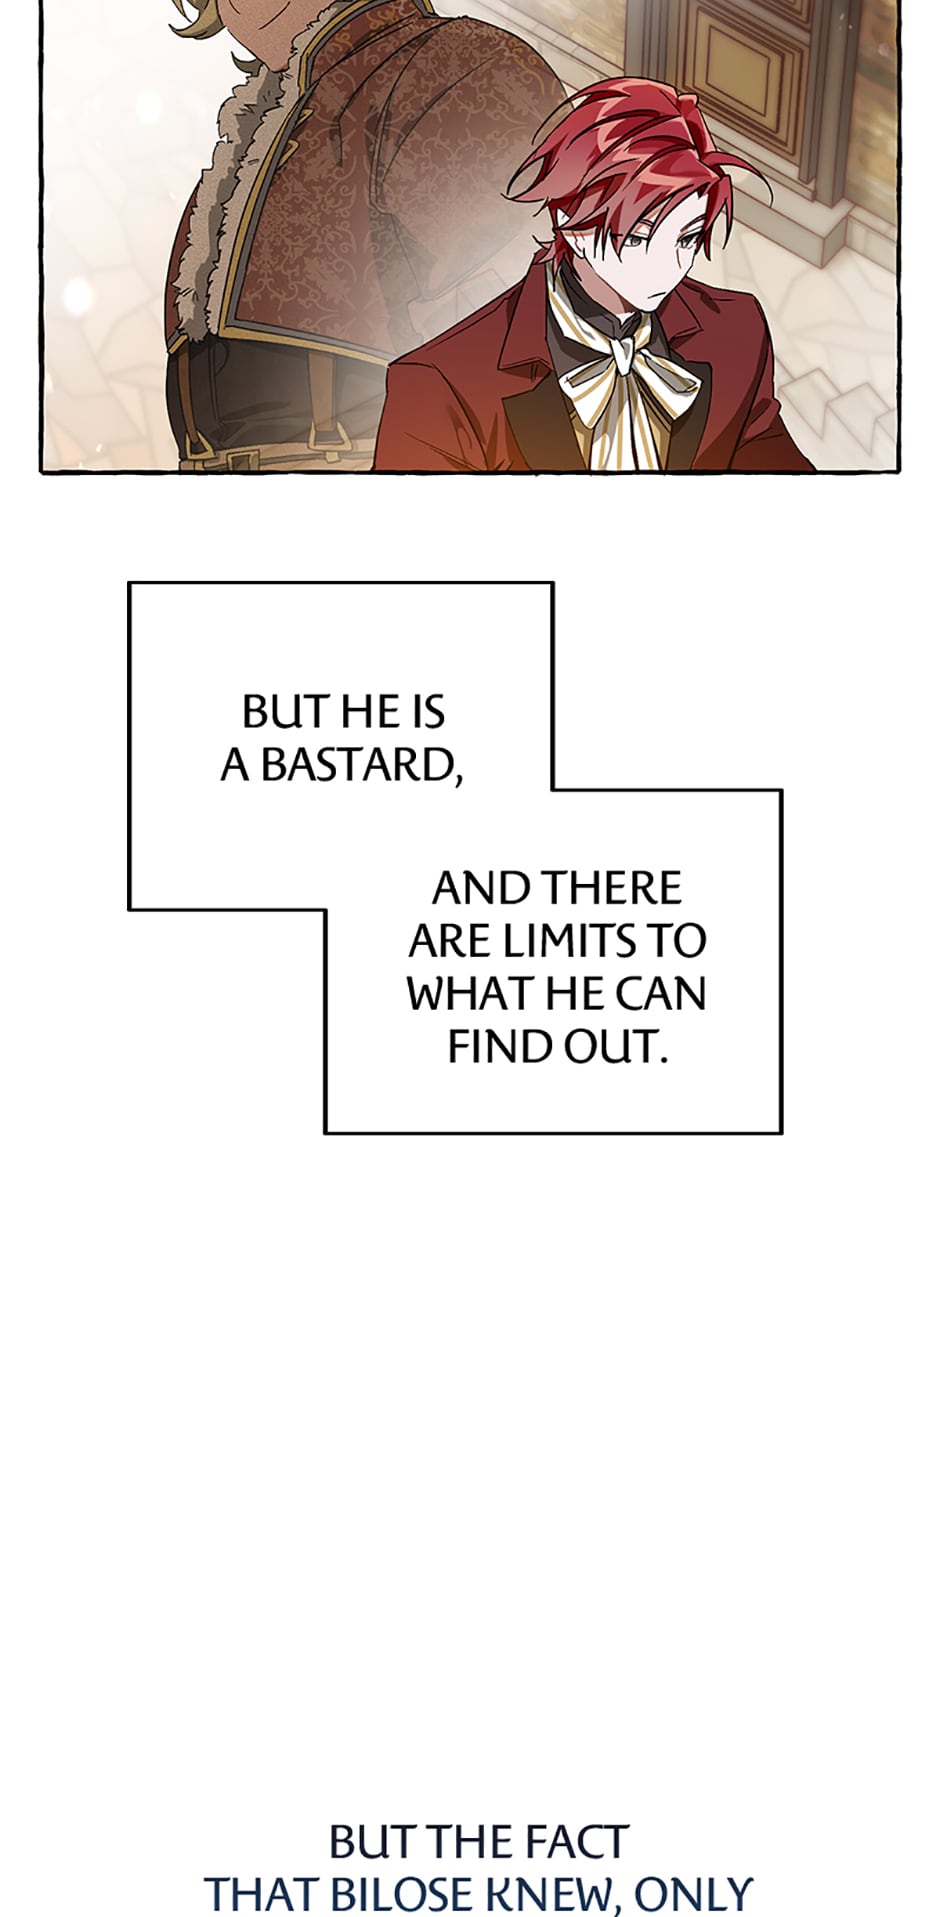 BUT HE IS
A BASTARD,
AND THERE
ARE LIMITS TO
WHAT HE CAN
FIND OUT.
BUT THE FACT
THAT BILOSE KNEW, ONLY